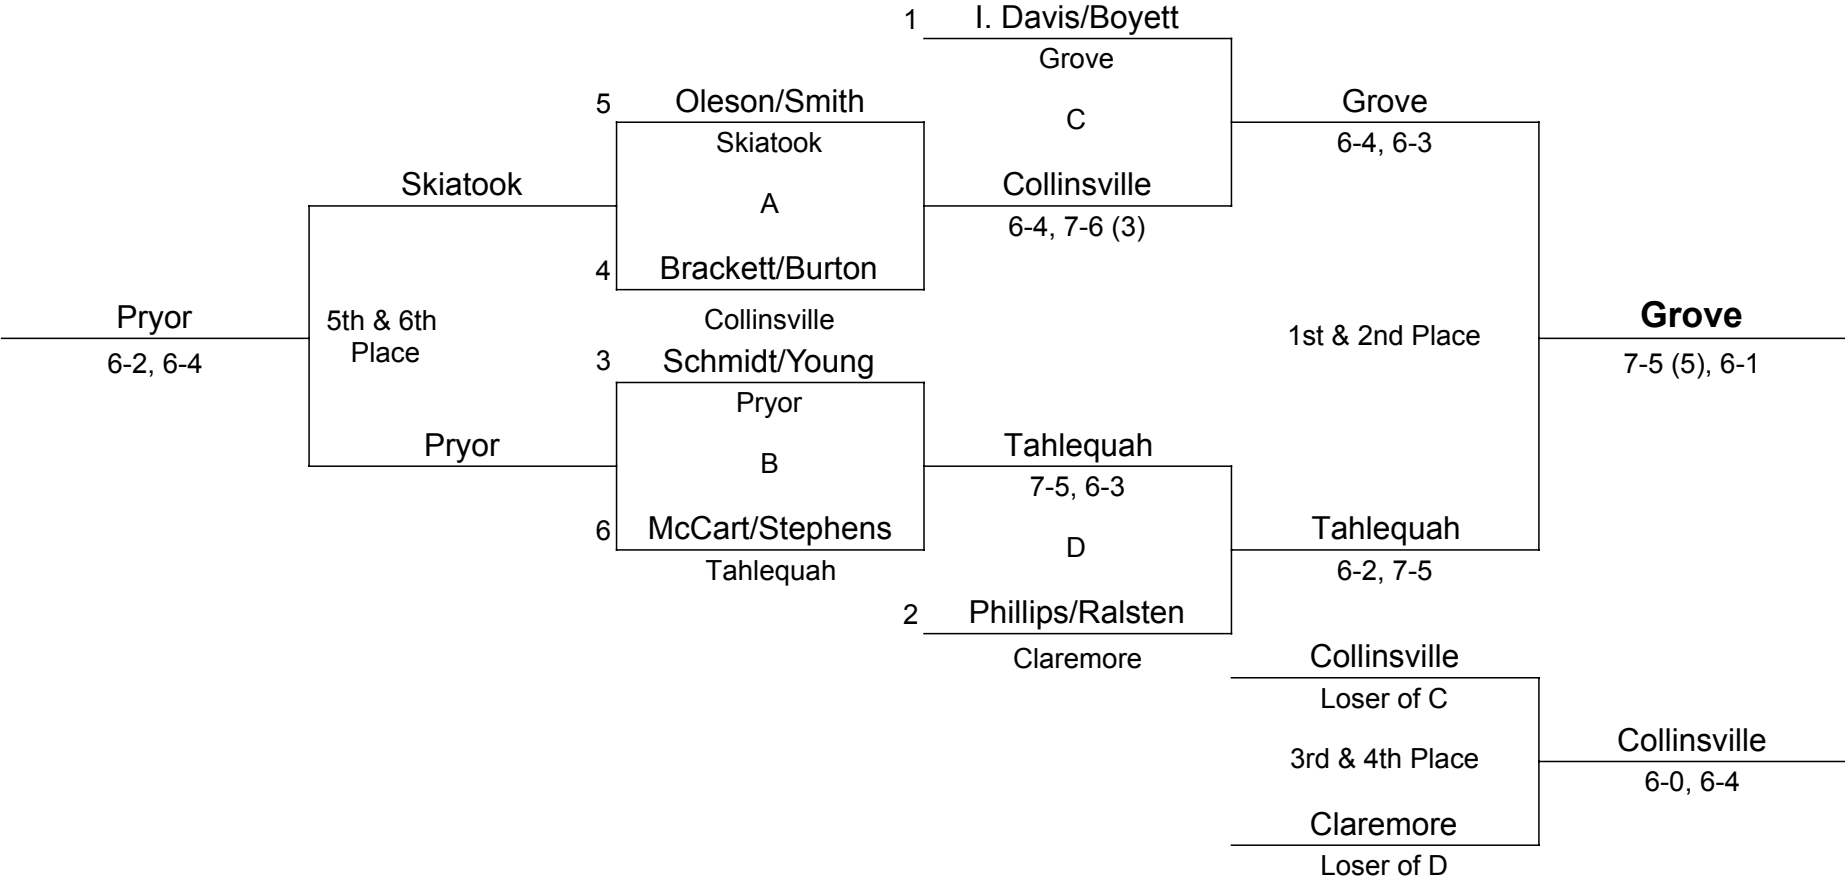 1 I. Davis/Boyett
Grove
5 Oleson/Smith
Grove
C
Skiatook
6-4, 6-3
Skiatook
Collinsville
A
6-4, 7-6 (3)
4 Brackett/Burton
Pryor
5th & 6th
Place
Collinsville
1st & 2nd Place
Grove
6-2, 6-4
3 Schmidt/Young
7-5 (5), 6-1
Pryor
Pryor
Tahlequah
B
7-5, 6-3
6 McCart/Stephens
D
Tahlequah
Tahlequah
6-2, 7-5
2 Phillips/Ralsten
Claremore
Collinsville
Loser of C
3rd & 4th Place
Collinsville
6-0, 6-4
Claremore
Loser of D